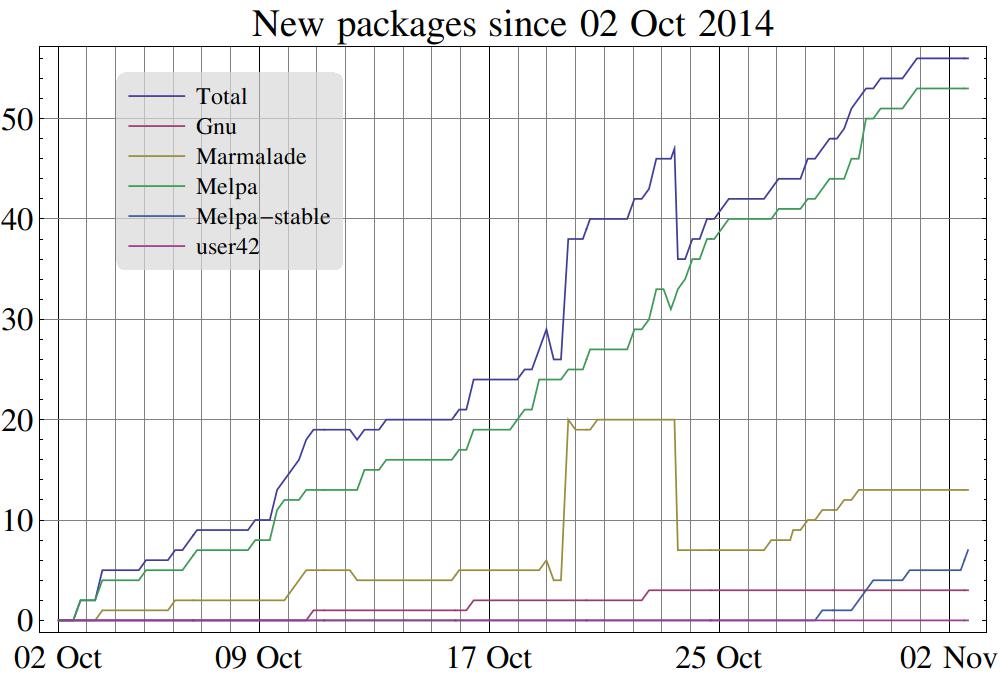 New packages since 02 Oct 2014
Total
Gnu
Marmalade
Melpa
Melpa−stable
user42
50
40
30
20
10
0
02 Oct 09 Oct 17 Oct 25 Oct 02 Nov